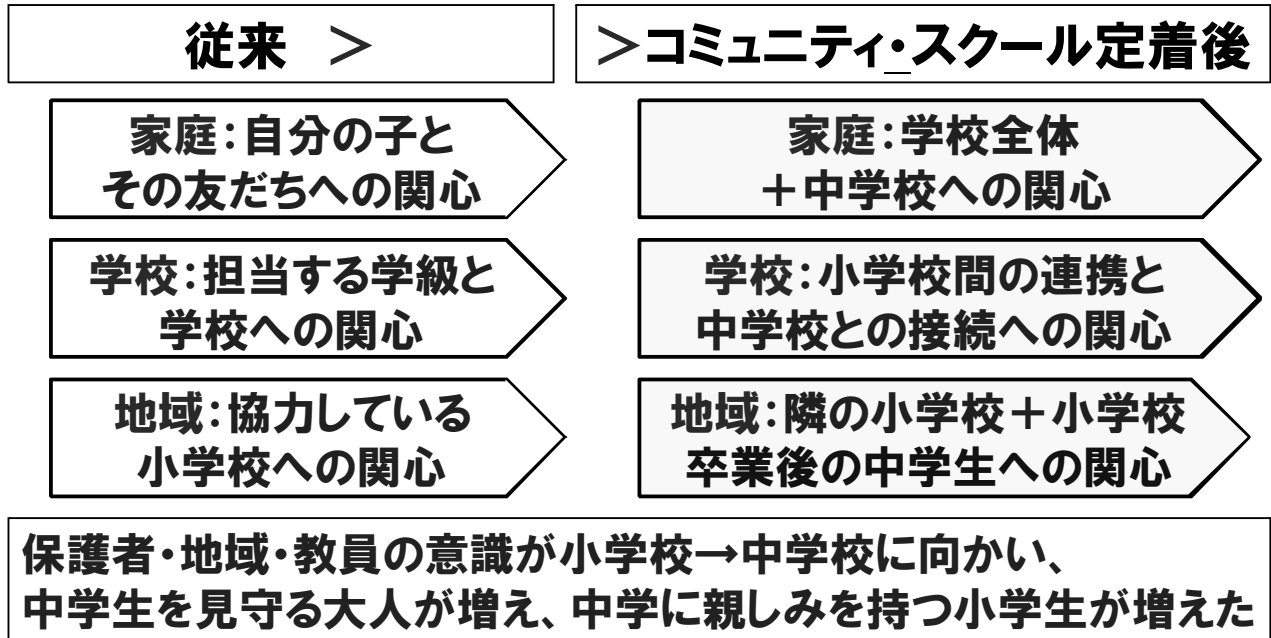 従来 ＞
＞コミュニティ・スクール定着後
家庭：自分の子と
その友だちへの関心
家庭：学校全体
＋中学校への関心
学校：担当する学級と
学校への関心
学校：小学校間の連携と
中学校との接続への関心
地域：協力している
小学校への関心
地域：隣の小学校＋小学校
卒業後の中学生への関心
保護者・地域・教員の意識が小学校→中学校に向かい、
中学生を見守る大人が増え、中学に親しみを持つ小学生が増えた